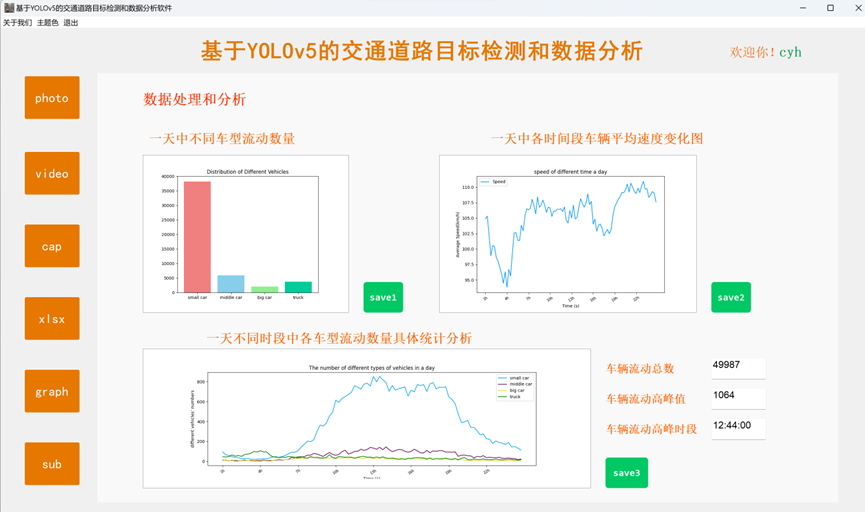 基于YOLOv5的交通道路目标检测和数据分析软件
关于我们 主题色 退出
基于YOLOv5的交通道路目标检测和数据分析
欢迎你！cyh
photo
video
cap
xlsx
graph
sub
数据处理和分析
一天中不同车型流动数量
Distribution of Different Vehicles
40000
35000
30000
25000
20000
15000
10000
5000
0
small car middle car big car truck
save1
一天中各时间段车辆平均速度变化图
speed of different time a day
Speed
average Speed(km/h)
110.0
107.5
105.0
102.5
100.0
97.5
95.0
Time (s)
save2
一天不同时段中各车型流动数量具体统计分析
The number of different types of vehicles in a day
different vehicles' numbers
800
600
400
200
0
small car
middle car
big car
truck
车辆流动总数 49987
车辆流动高峰值 1064
车辆流动高峰时段 12:44:00
save3